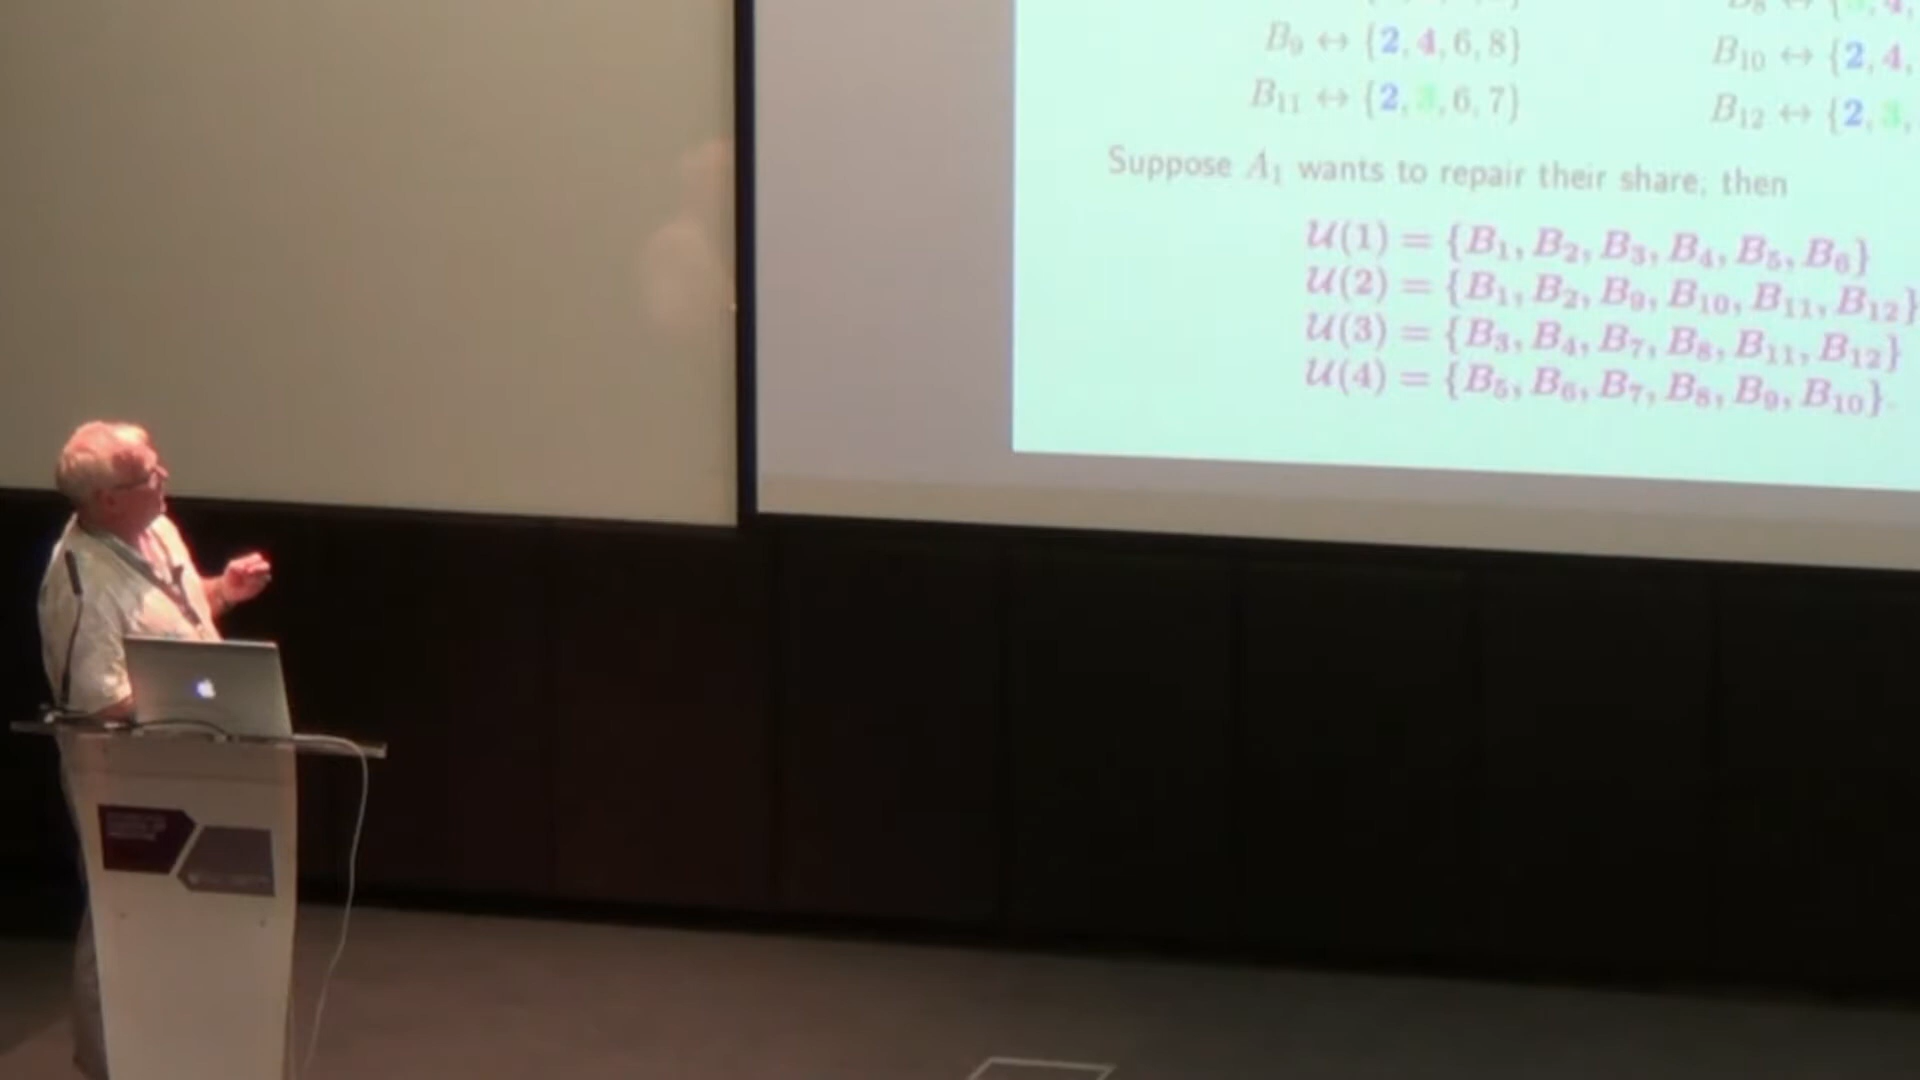 B₉ ↔ {2, 4, 6, 8}
B₁₀ ↔ {2, 4,
B₁₁ ↔ {2, 3, 6, 7}
B₁₂ ↔ {2, 3,
Suppose A₁ wants to repair their share; then
𝒰(1) = {B₁, B₂, B₃, B₄, B₅, B₆}
𝒰(2) = {B₁, B₂, B₉, B₁₀, B₁₁, B₁₂}
𝒰(3) = {B₃, B₄, B₇, B₈, B₁₁, B₁₂}
𝒰(4) = {B₅, B₆, B₇, B₈, B₉, B₁₀}.